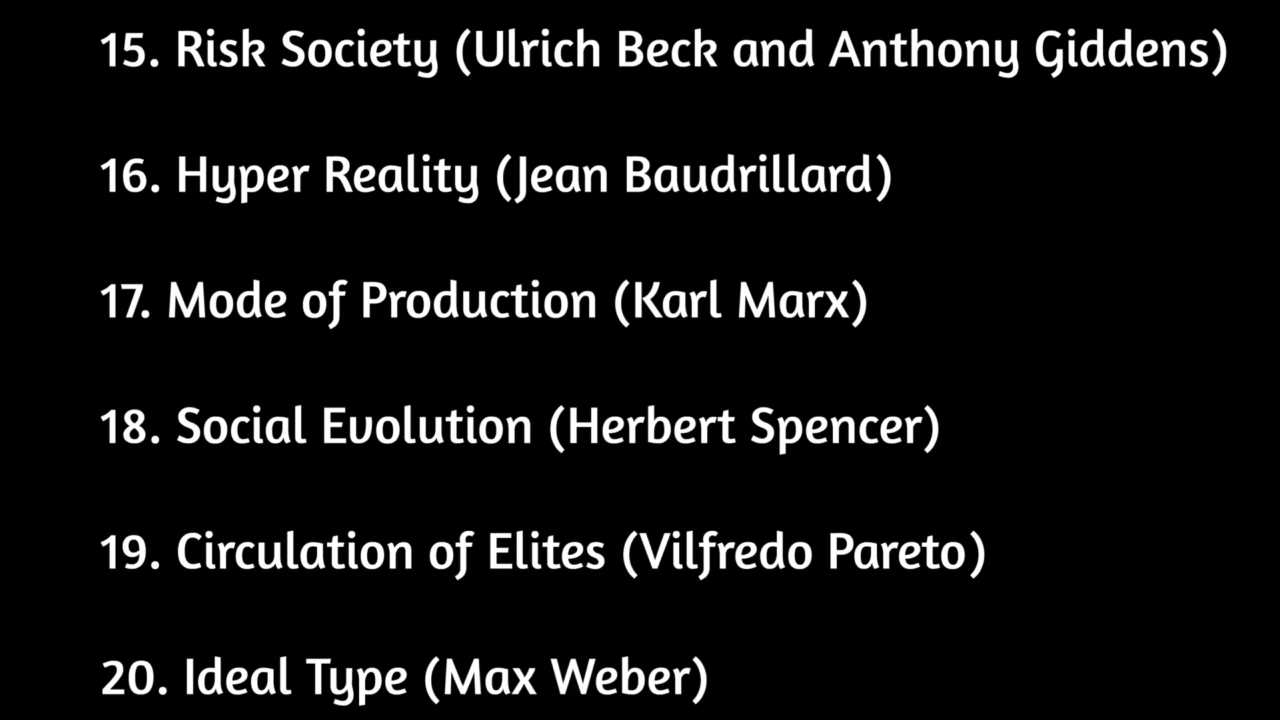 15. Risk Society (Ulrich Beck and Anthony Giddens)
16. Hyper Reality (Jean Baudrillard)
17. Mode of Production (Karl Marx)
18. Social Evolution (Herbert Spencer)
19. Circulation of Elites (Vilfredo Pareto)
20. Ideal Type (Max Weber)